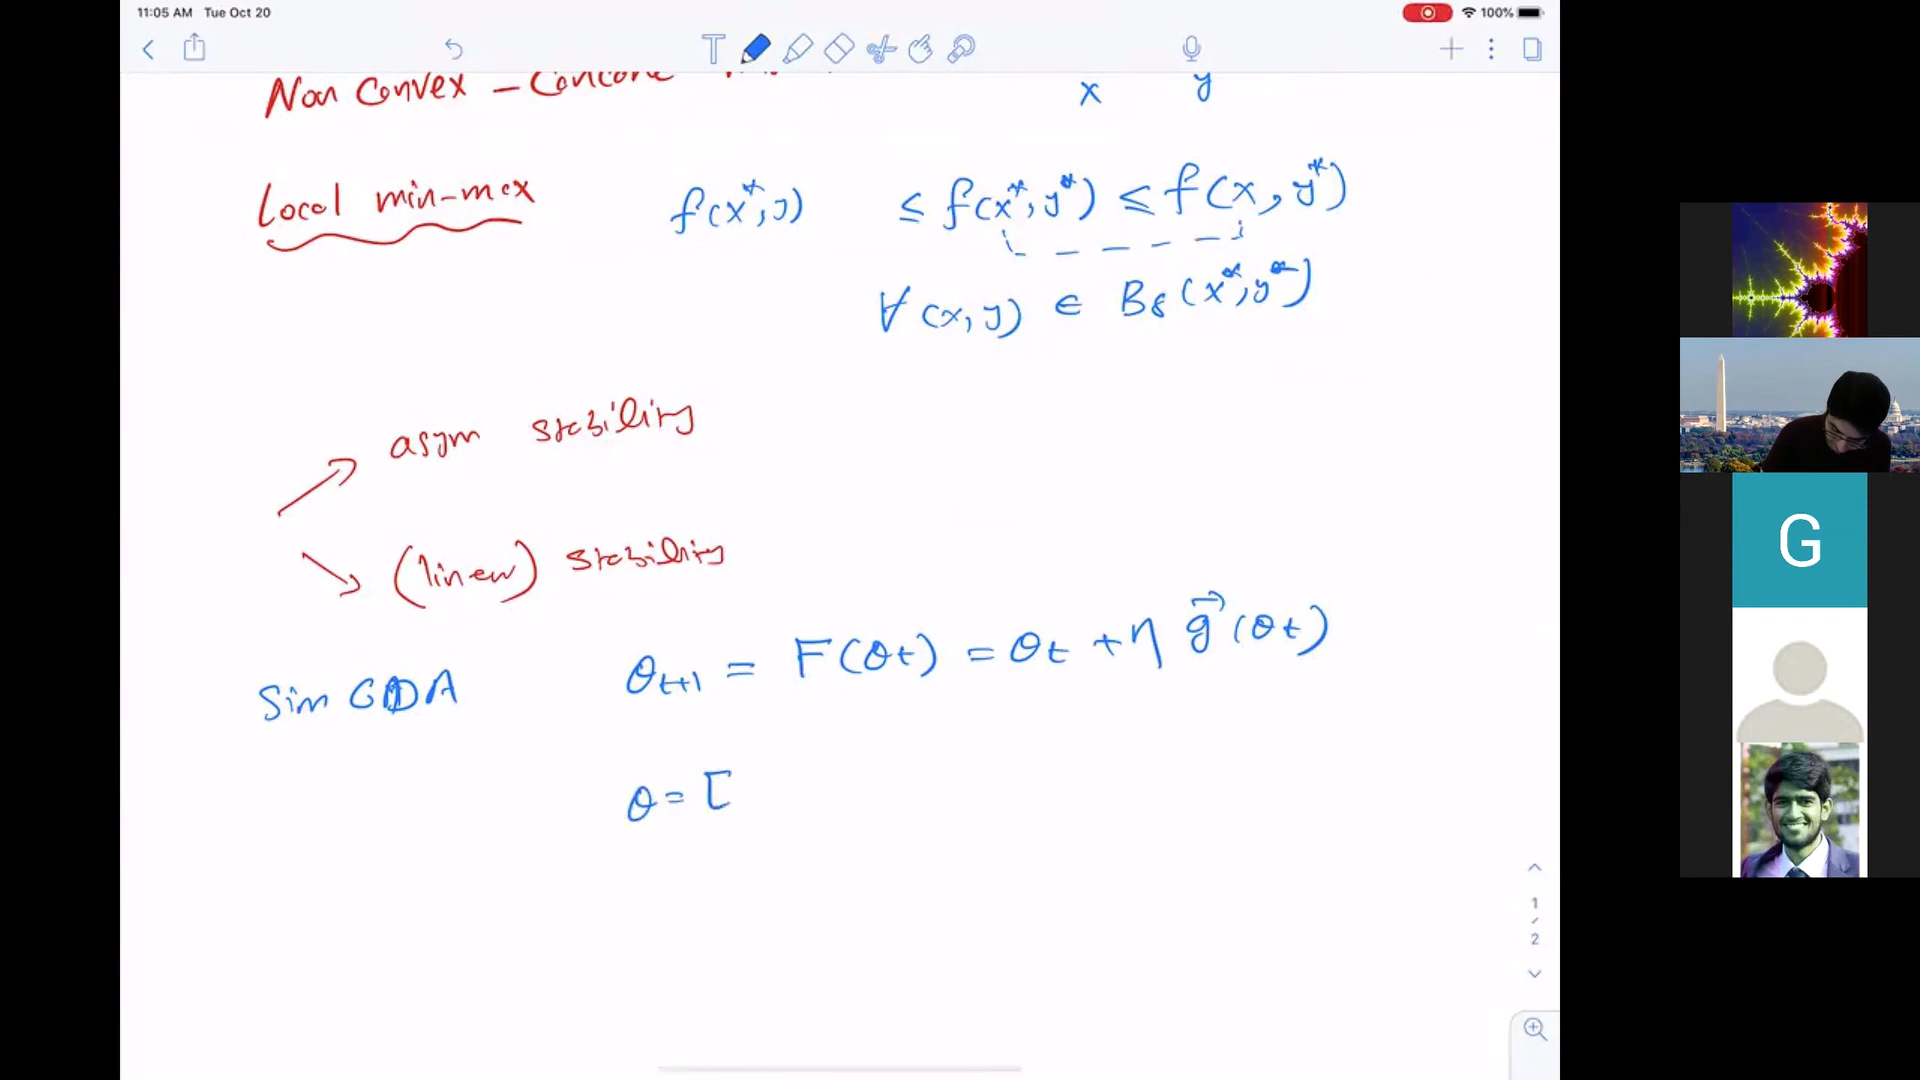 11:05 AM Tue Oct 20
100%
Non Convex - Concave
x y
Local min-max f(x*, y) ≤ f(x*, y*) ≤ f(x, y*)
∀ (x, y) ∈ Bδ (x*, y*)
asym stability
(linear) stability
Sim GDA θt+1 = F(θt) = θt + η g⃗(θt)
θ = [
G
1
/
2